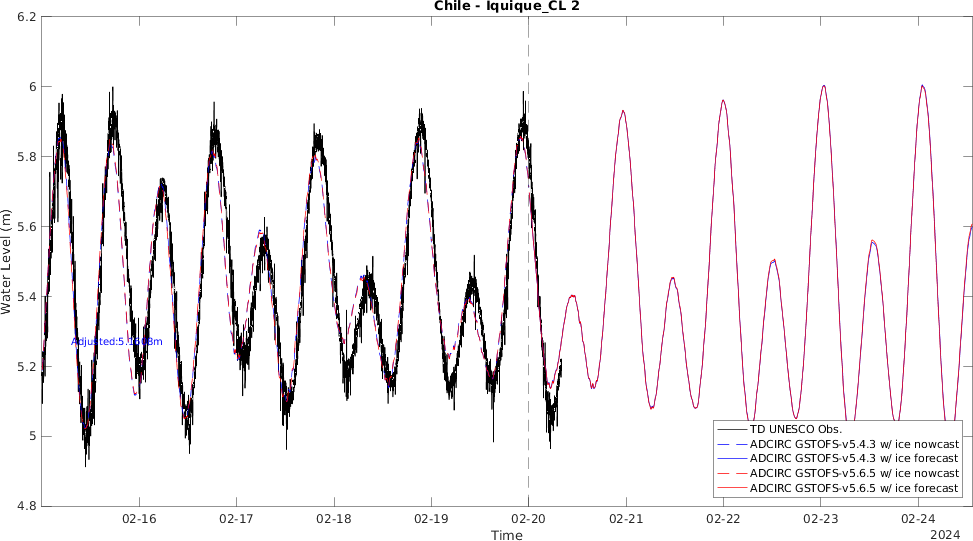 Chile - Iquique_CL 2
6.2
6
5.8
5.6
5.4
5.2
5
4.8
Water Level (m)
TD UNESCO Obs.
ADCIRC GSTOFS-v5.4.3 w/ ice nowcast
ADCIRC GSTOFS-v5.4.3 w/ ice forecast
ADCIRC GSTOFS-v5.6.5 w/ ice nowcast
ADCIRC GSTOFS-v5.6.5 w/ ice forecast
02-16
02-17
02-18
02-19
02-20
02-21
02-22
02-23
02-24
Time
2024